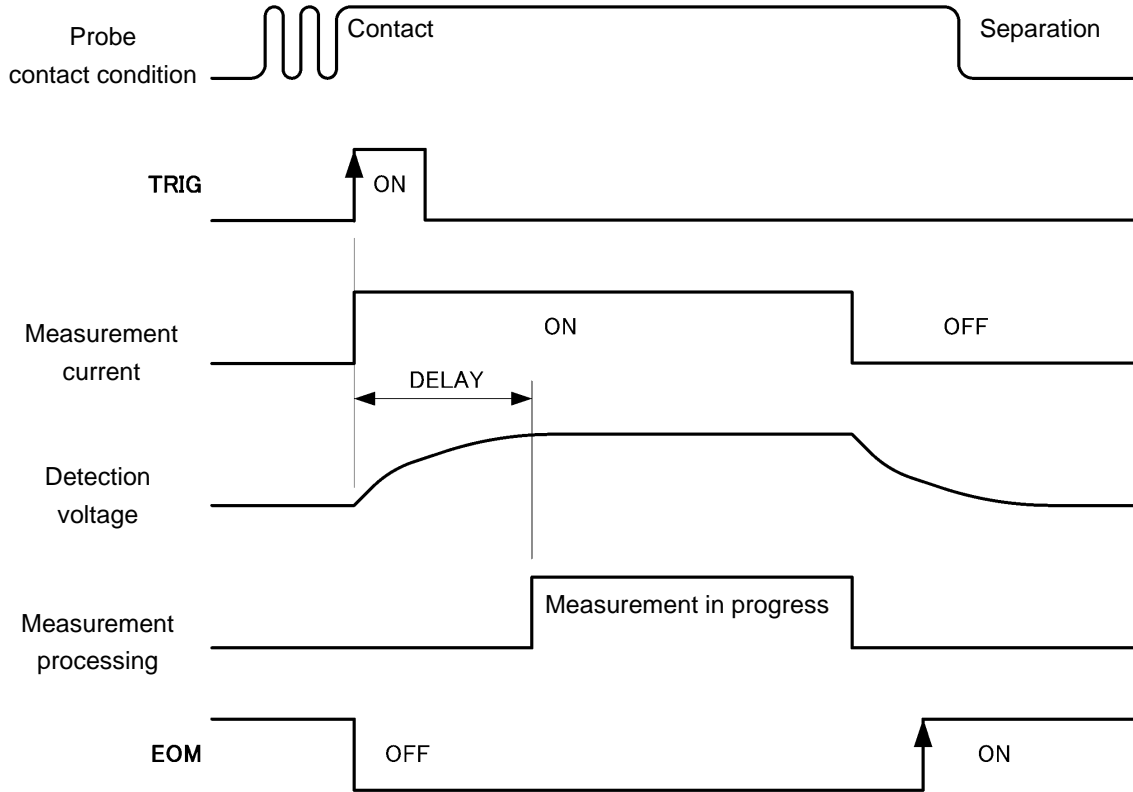 Probe
contact condition
Contact
Separation
TRIG
ON
Measurement
current
ON
OFF
DELAY
Detection
voltage
Measurement
processing
Measurement in progress
EOM
OFF
ON